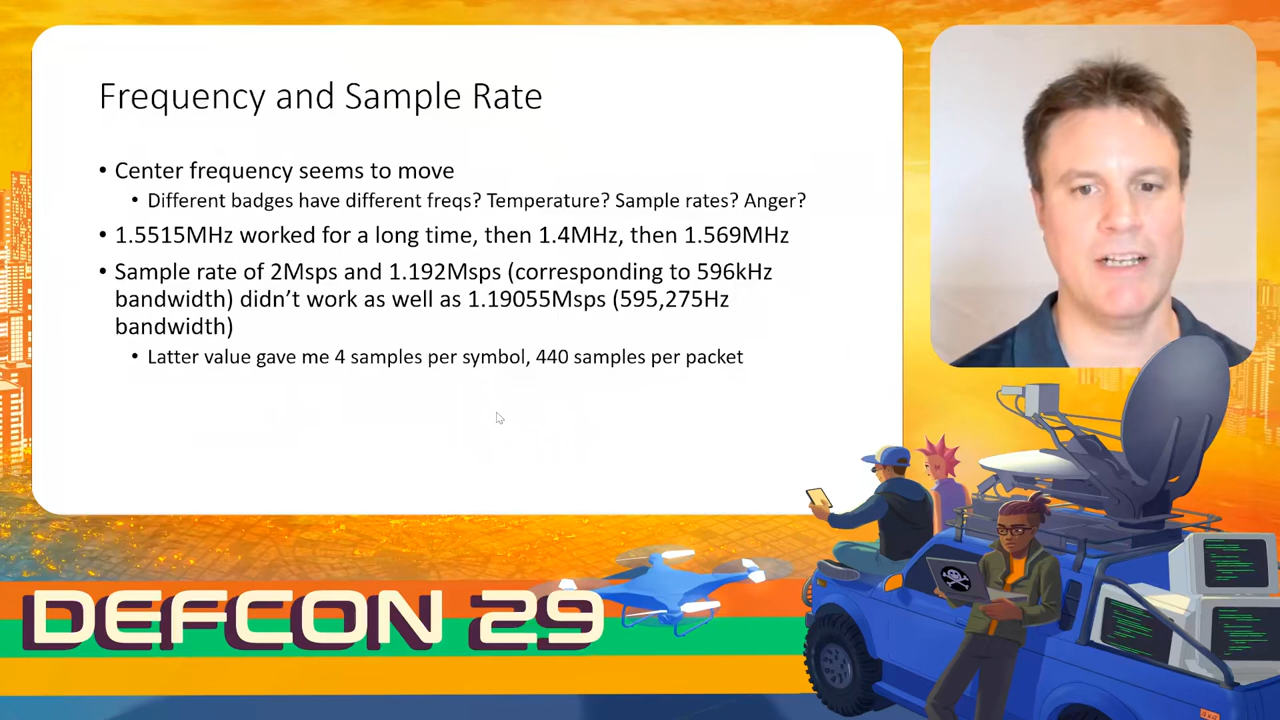 Frequency and Sample Rate
• Center frequency seems to move
• Different badges have different freqs? Temperature? Sample rates? Anger?
• 1.5515MHz worked for a long time, then 1.4MHz, then 1.569MHz
• Sample rate of 2Msps and 1.192Msps (corresponding to 596kHz
bandwidth) didn’t work as well as 1.19055Msps (595,275Hz
bandwidth)
• Latter value gave me 4 samples per symbol, 440 samples per packet
DEFCON 29